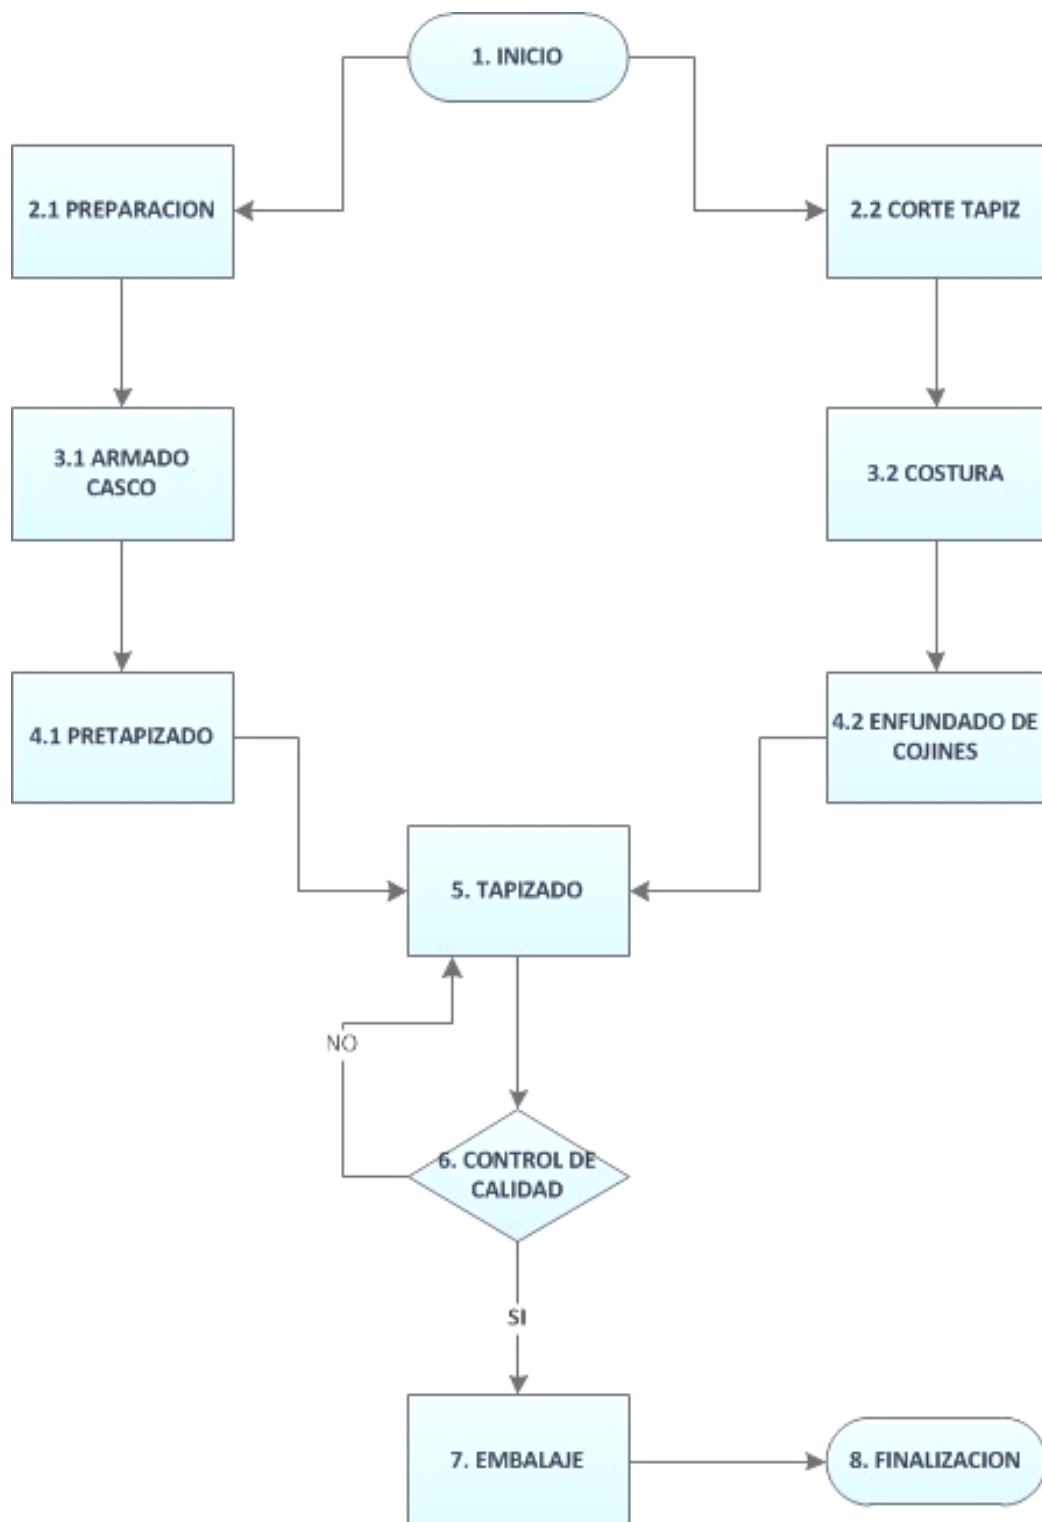 1. INICIO
2.1 PREPARACION
2.2 CORTE TAPIZ
3.1 ARMADO
CASCO
3.2 COSTURA
4.1 PRETAPIZADO
4.2 ENFUNDADO DE
COJINES
5. TAPIZADO
NO
6. CONTROL DE
CALIDAD
SI
7. EMBALAJE
8. FINALIZACION